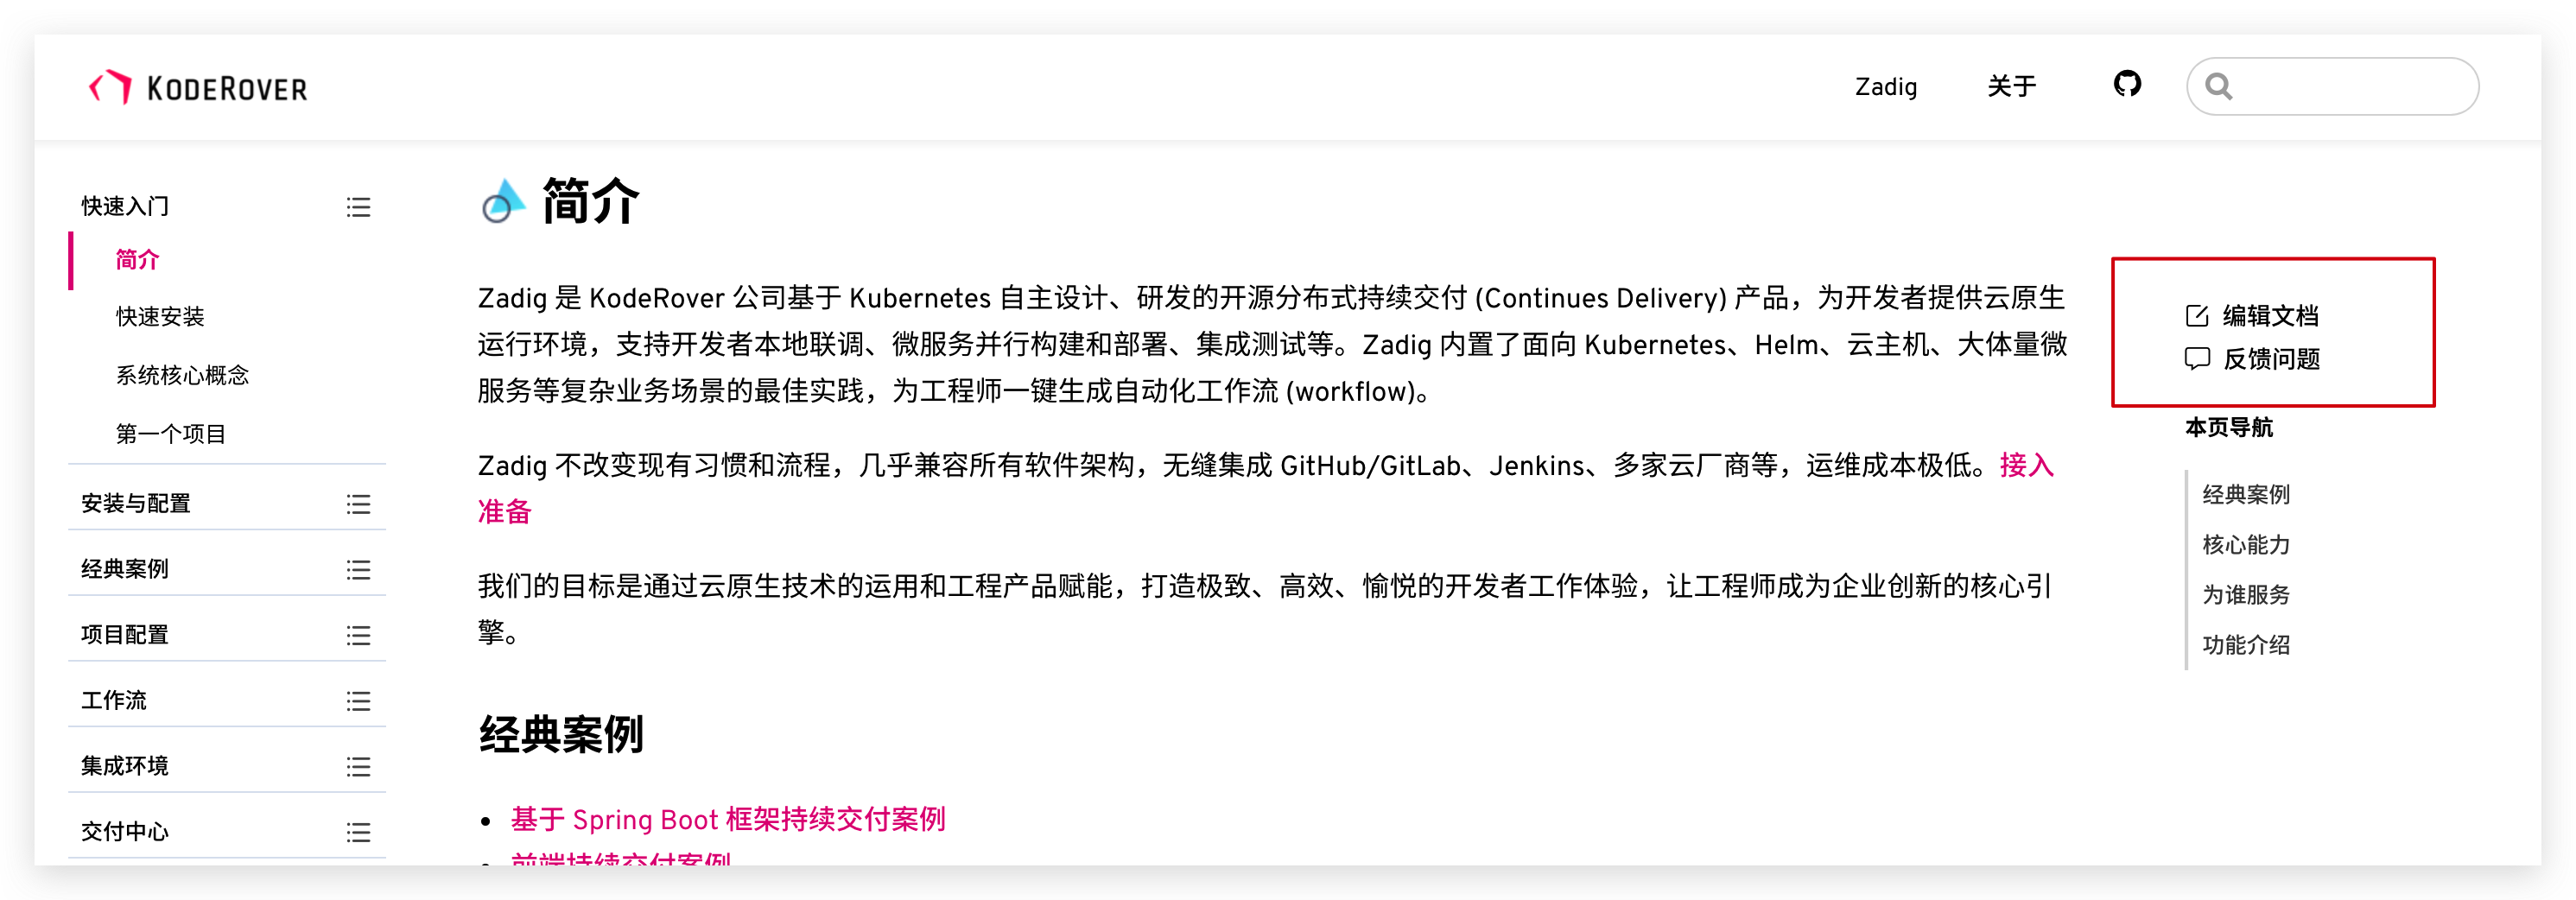 KODEROVER
Zadig
关于
快速入门
简介
快速安装
系统核心概念
第一个项目
安装与配置
经典案例
项目配置
工作流
集成环境
交付中心
简介
Zadig 是 KodeRover 公司基于 Kubernetes 自主设计、研发的开源分布式持续交付 (Continues Delivery) 产品，为开发者提供云原生
运行环境，支持开发者本地联调、微服务并行构建和部署、集成测试等。Zadig 内置了面向 Kubernetes、Helm、云主机、大体量微
服务等复杂业务场景的最佳实践，为工程师一键生成自动化工作流 (workflow)。
Zadig 不改变现有习惯和流程，几乎兼容所有软件架构，无缝集成 GitHub/GitLab、Jenkins、多家云厂商等，运维成本极低。接入
准备
我们的目标是通过云原生技术的运用和工程产品赋能，打造极致、高效、愉悦的开发者工作体验，让工程师成为企业创新的核心引
擎。
经典案例
基于 Spring Boot 框架持续交付案例
前端持续交付案例
编辑文档
反馈问题
本页导航
经典案例
核心能力
为谁服务
功能介绍